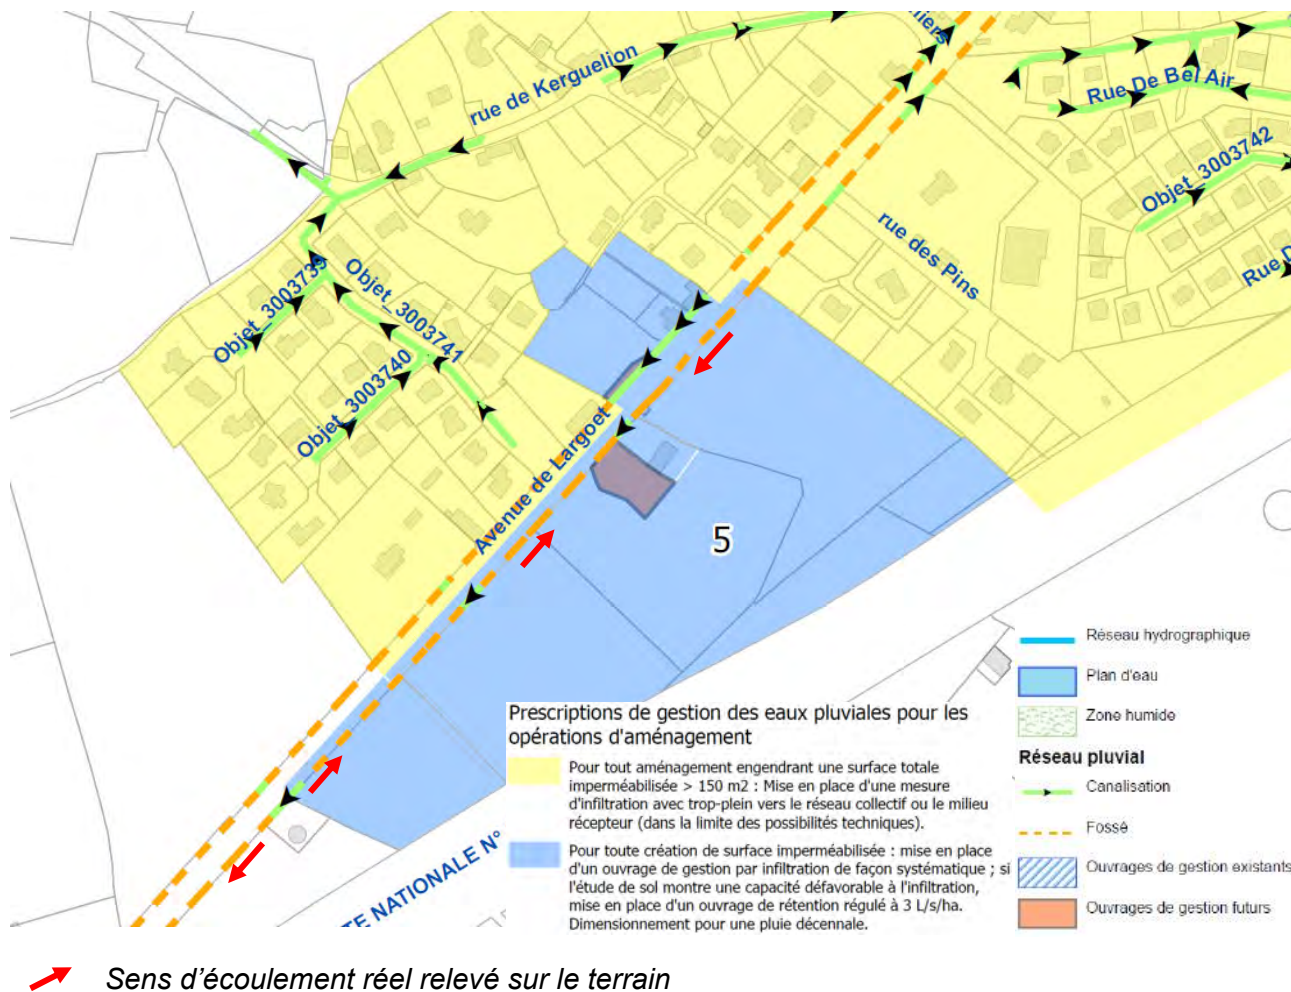 niers
rue de Kerguelion
Rue De Bel Air
Objet_3003742
rue des Pins
Rue D
Objet_3003739
Objet_3003741
Objet_3003740
Avenue de Largoet
5
TE NATIONALE N°
Réseau hydrographique
Plan d'eau
Zone humide
Réseau pluvial
Canalisation
Fossé
Ouvrages de gestion existants
Ouvrages de gestion futurs
Prescriptions de gestion des eaux pluviales pour les
opérations d'aménagement
Pour tout aménagement engendrant une surface totale
imperméabilisée > 150 m2 : Mise en place d'une mesure
d'infiltration avec trop-plein vers le réseau collectif ou le milieu
récepteur (dans la limite des possibilités techniques).
Pour toute création de surface imperméabilisée : mise en place
d'un ouvrage de gestion par infiltration de façon systématique ; si
l'étude de sol montre une capacité défavorable à l'infiltration,
mise en place d'un ouvrage de rétention régulé à 3 L/s/ha.
Dimensionnement pour une pluie décennale.
Sens d'écoulement réel relevé sur le terrain